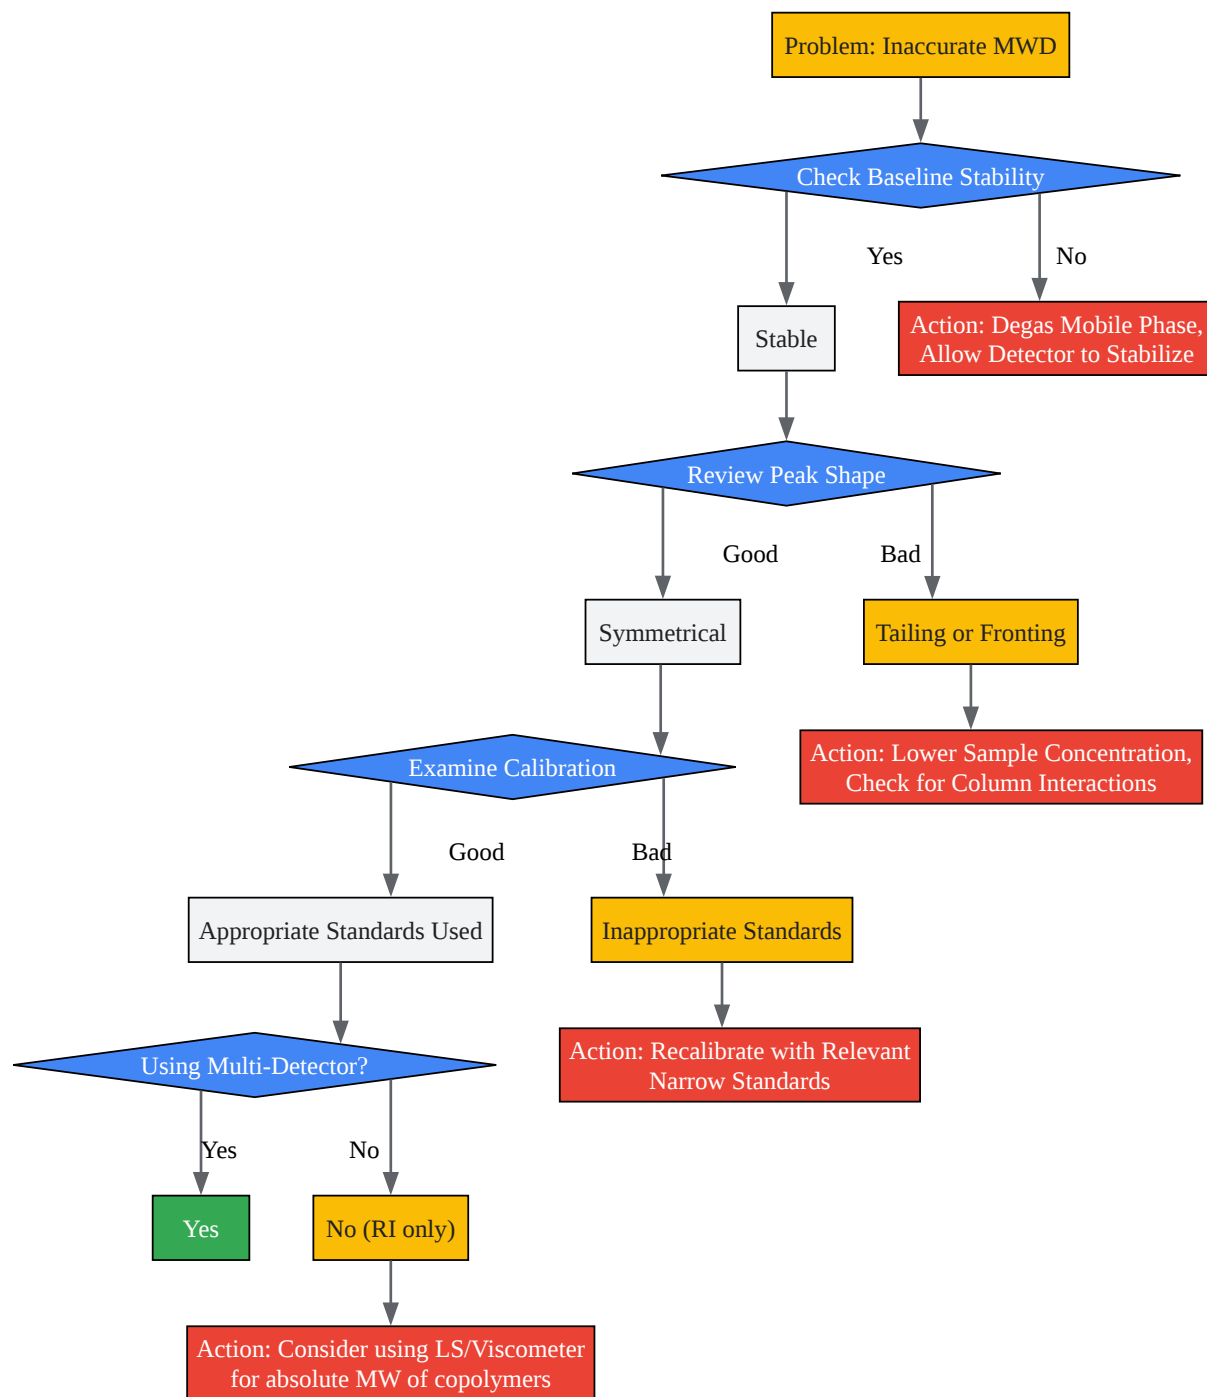 Problem: Inaccurate MWD
Check Baseline Stability
Yes
No
Stable
Action: Degas Mobile Phase,
Allow Detector to Stabilize
Review Peak Shape
Good
Bad
Symmetrical
Tailing or Fronting
Action: Lower Sample Concentration,
Check for Column Interactions
Examine Calibration
Good
Bad
Appropriate Standards Used
Inappropriate Standards
Action: Recalibrate with Relevant
Narrow Standards
Using Multi-Detector?
Yes
No
Yes
No (RI only)
Action: Consider using LS/Viscometer
for absolute MW of copolymers